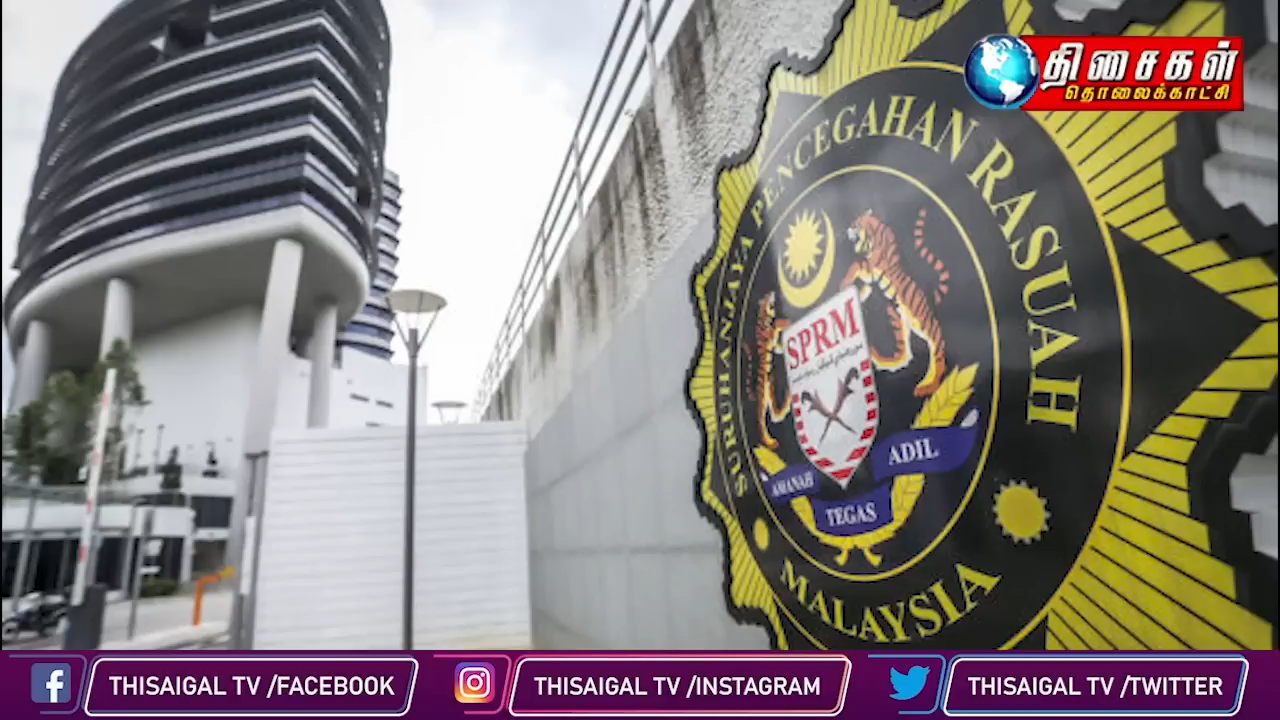 திசைகள்
தொலைக்காட்சி
SURUHANJAYA PENCEGAHAN RASUAH
SPRM
AMANAH
TEGAS
ADIL
MALAYSIA
THISAIGAL TV /FACEBOOK
THISAIGAL TV /INSTAGRAM
THISAIGAL TV /TWITTER